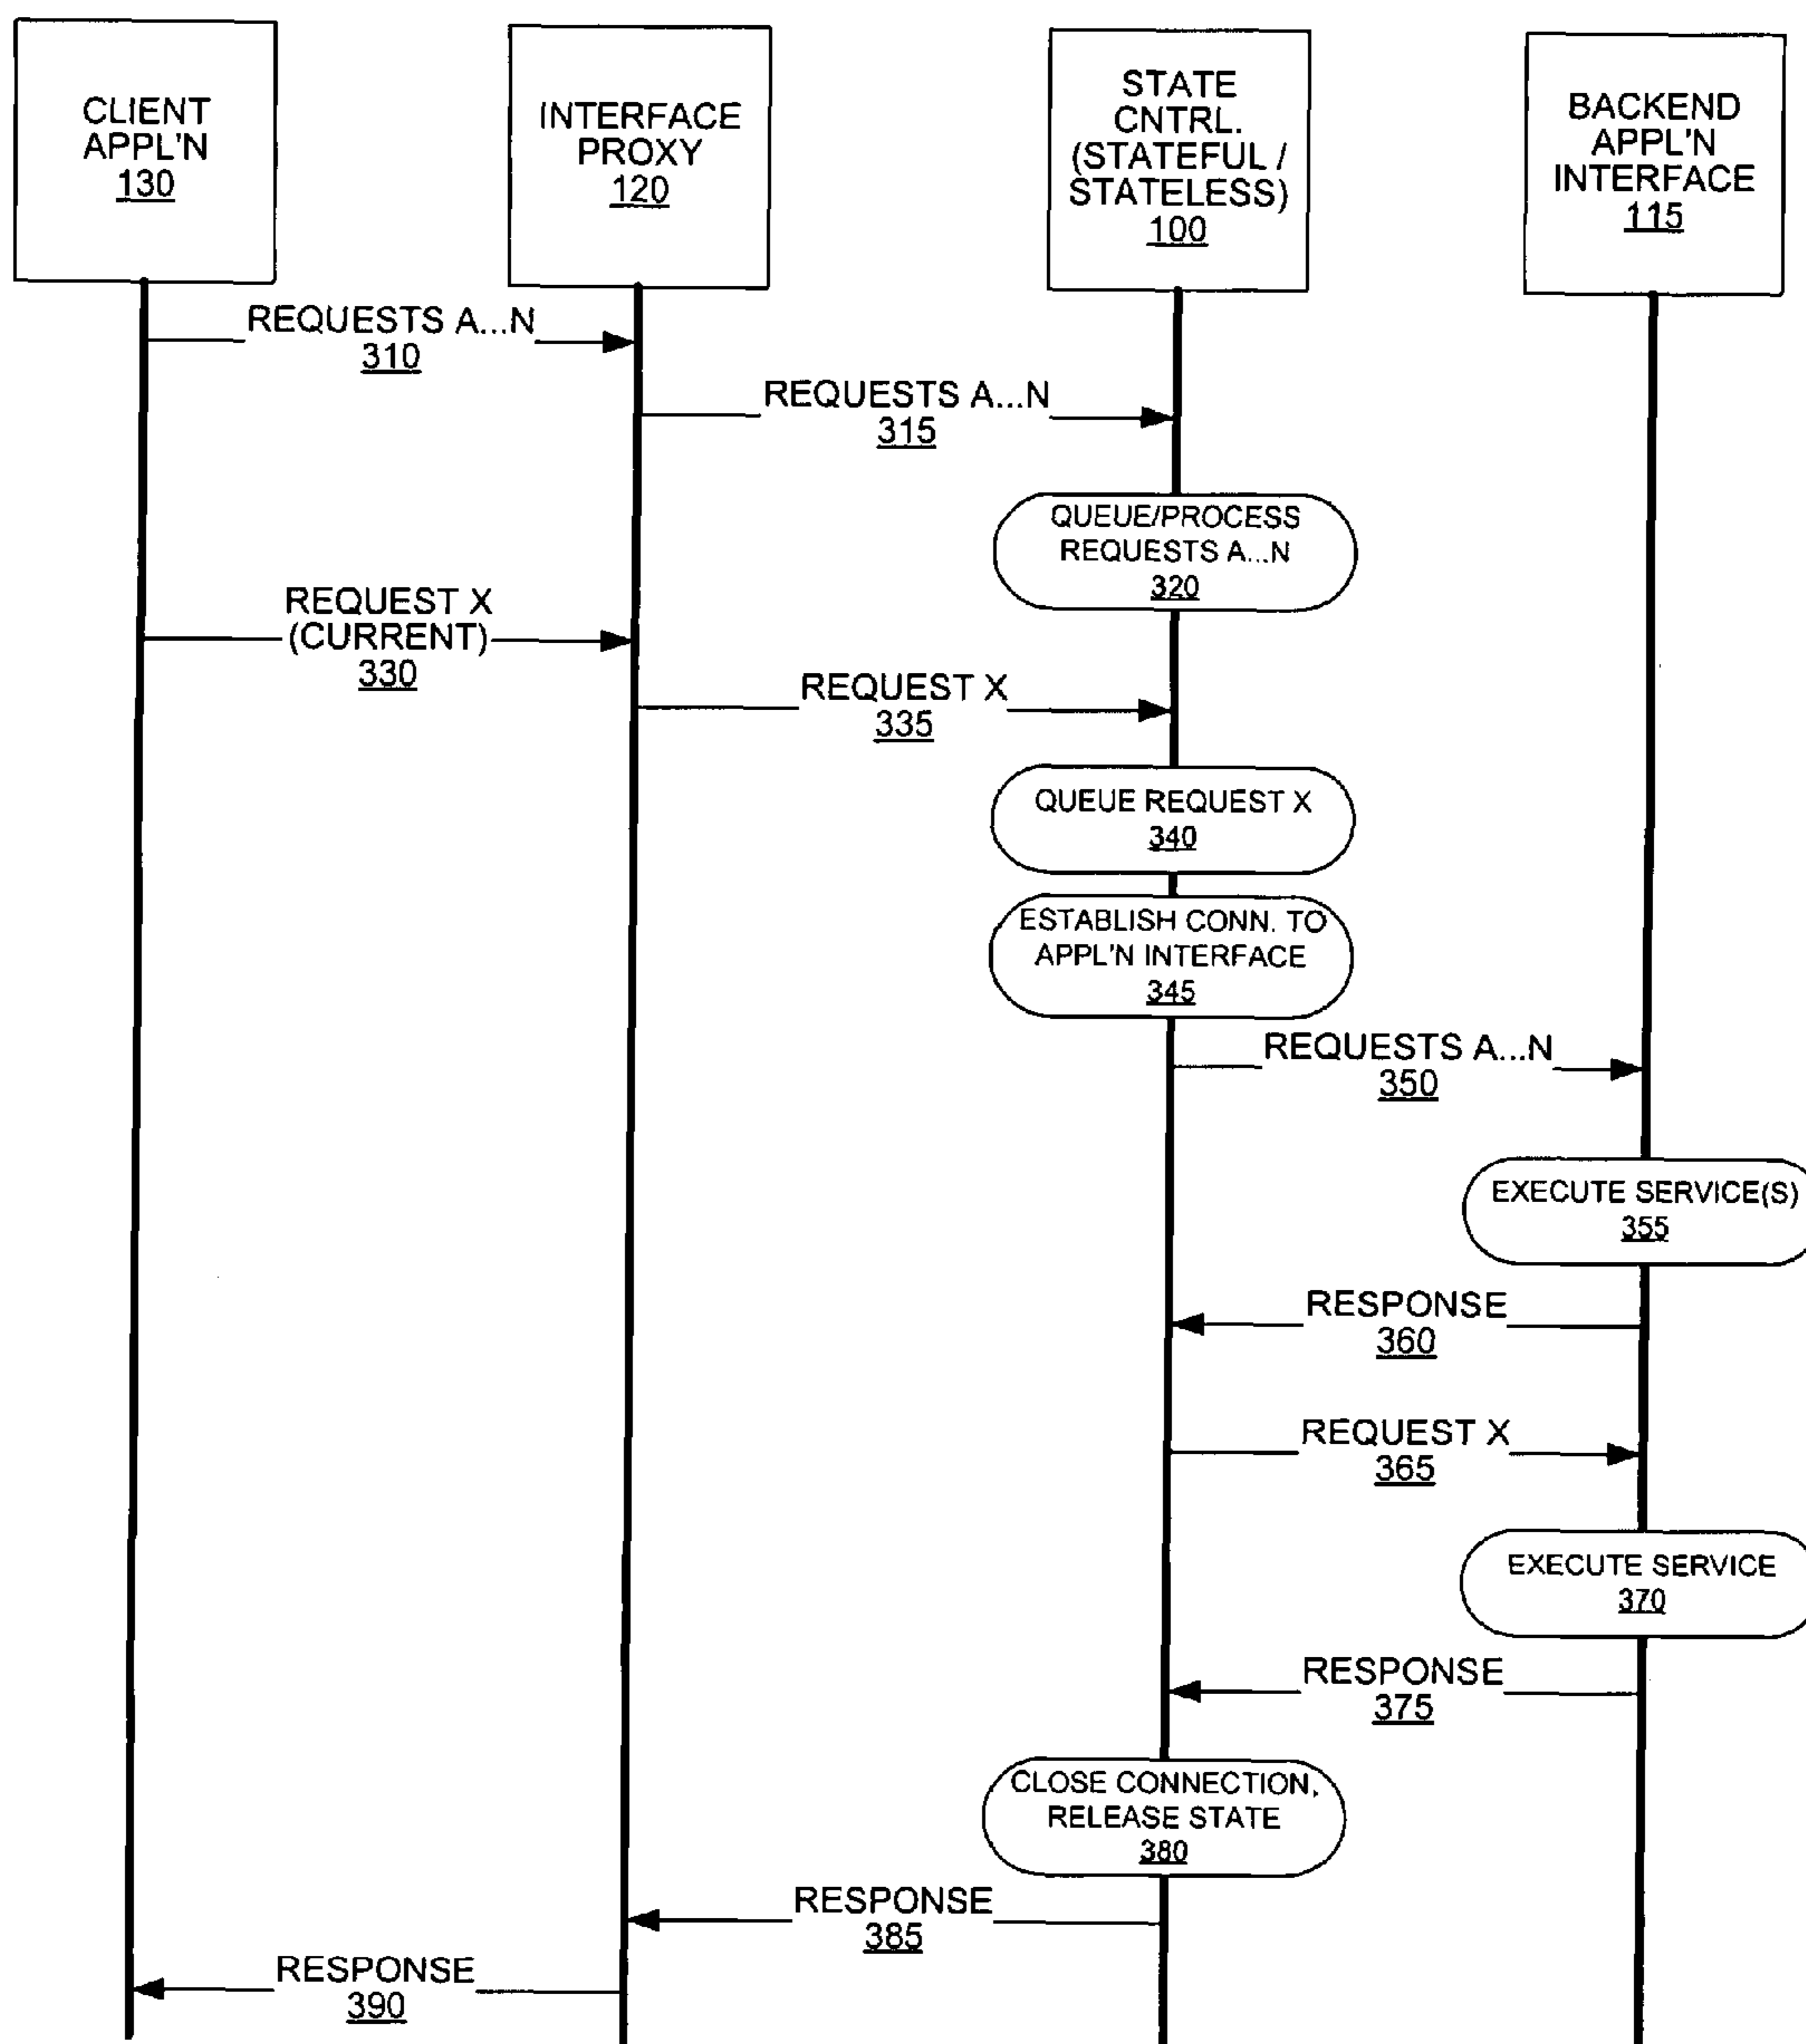 CLIENT
APPL'N
130
INTERFACE
PROXY
120
STATE
CNTRL.
(STATEFUL /
STATELESS)
100
BACKEND
APPL'N
INTERFACE
115
REQUESTS A...N
310
REQUESTS A...N
315
QUEUE/PROCESS
REQUESTS A...N
320
REQUEST X
(CURRENT)
330
REQUEST X
335
QUEUE REQUEST X
340
ESTABLISH CONN. TO
APPL'N INTERFACE
345
REQUESTS A...N
350
EXECUTE SERVICE(S)
355
RESPONSE
360
REQUEST X
365
EXECUTE SERVICE
370
RESPONSE
375
CLOSE CONNECTION,
RELEASE STATE
380
RESPONSE
385
RESPONSE
390